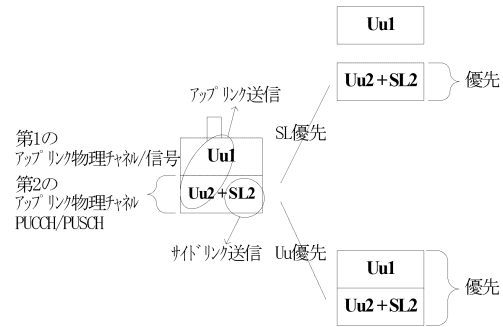 Uu1
Uu2+SL2
優先
アップリンク送信
SL優先
第1の
アップリンク物理チャネル/信号
Uu1
第2の
アップリンク物理チャネル
PUCCH/PUSCH
Uu2+SL2
サイドリンク送信
Uu優先
Uu1
Uu2+SL2
優先